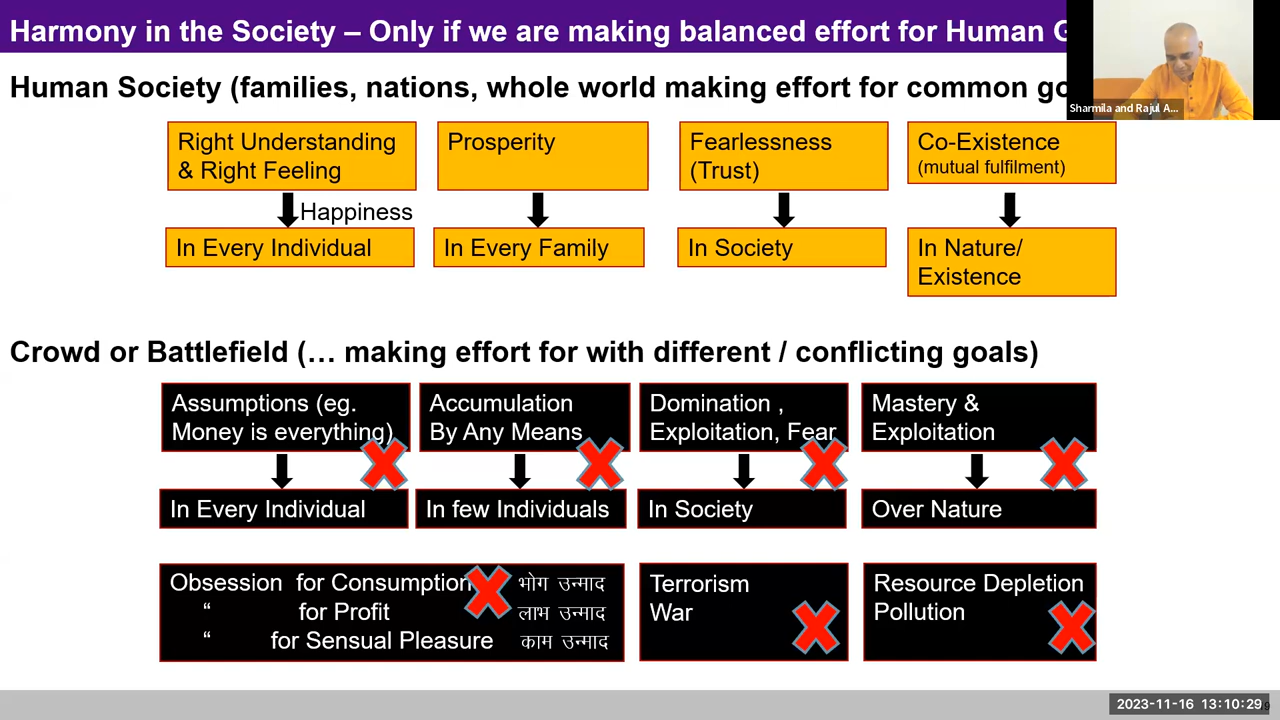 Harmony in the Society – Only if we are making balanced effort for Human
Human Society (families, nations, whole world making effort for common
Sharmila and Rajul A...
Right Understanding
& Right Feeling
Prosperity
Fearlessness
(Trust)
Co-Existence
(mutual fulfilment)
Happiness
In Every Individual
In Every Family
In Society
In Nature/
Existence
Crowd or Battlefield (… making effort for with different / conflicting goals)
Assumptions (eg.
Money is everything)
Accumulation
By Any Means
Domination ,
Exploitation, Fear
Mastery &
Exploitation
In Every Individual
In few Individuals
In Society
Over Nature
Obsession for Consumption भोग उन्माद
“ for Profit लाभ उन्माद
“ for Sensual Pleasure काम उन्माद
Terrorism
War
Resource Depletion
Pollution
2023-11-16 13:10:29